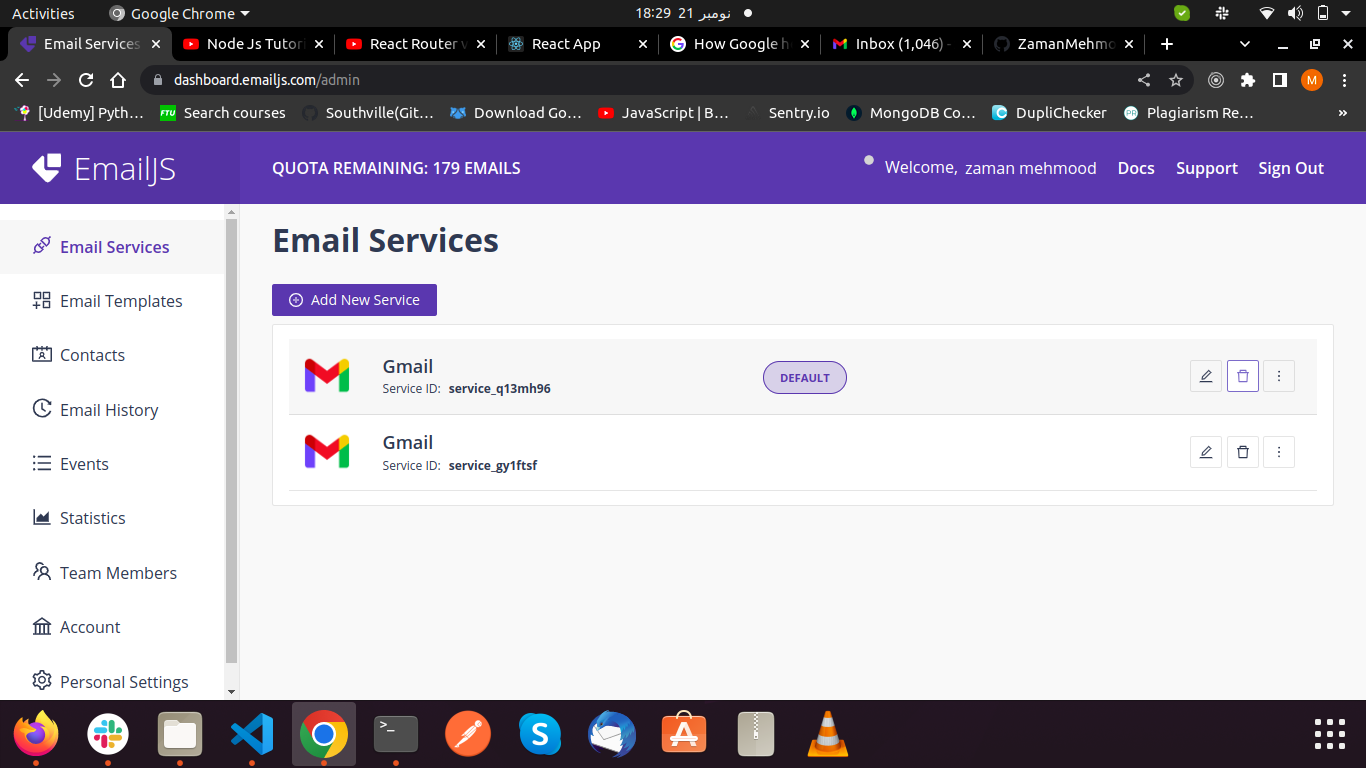 Activities
Google Chrome
18:29 21 نومبر
Email Services
Node Js Tutori
React Router v
React App
How Google h
Inbox (1,046) -
ZamanMehmo
dashboard.emailjs.com/admin
M
[Udemy] Pyth...
FTU Search courses
Southville(Git...
Download Go...
JavaScript | B...
Sentry.io
MongoDB Co...
DupliChecker
PR Plagiarism Re...
»
EmailJS
QUOTA REMAINING: 179 EMAILS
Welcome, zaman mehmood
Docs
Support
Sign Out
Email Services
Email Templates
Contacts
Email History
Events
Statistics
Team Members
Account
Personal Settings
Email Services
Add New Service
Gmail
Service ID: service_q13mh96
DEFAULT
Gmail
Service ID: service_gy1ftsf